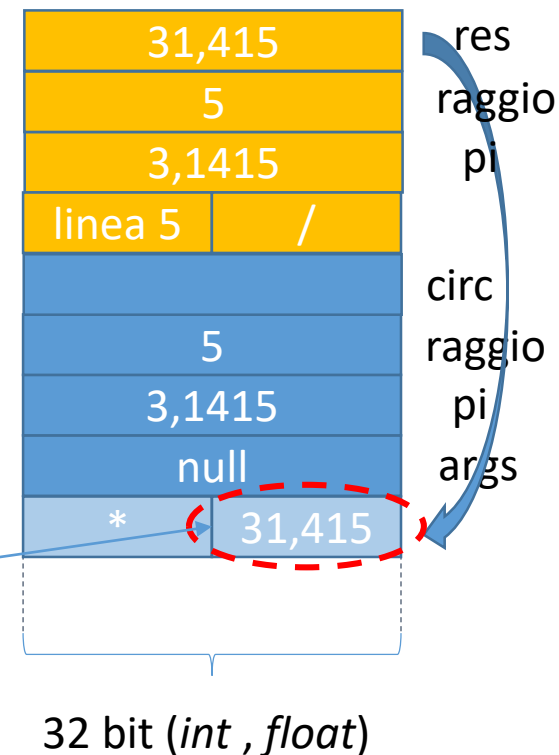 31,415 res
5 raggio
3,1415 pi
linea 5 /
circ
5 raggio
3,1415 pi
null args
* 31,415
32 bit (int , float)